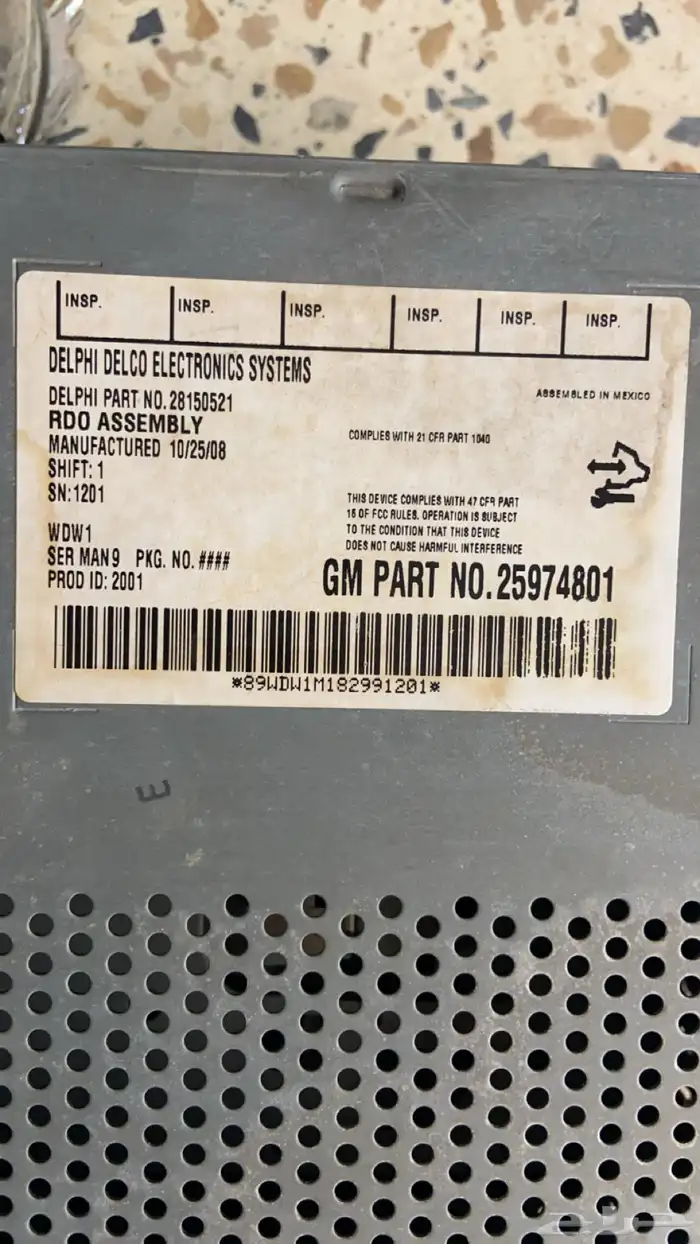 INSP. INSP. INSP. INSP. INSP. INSP.
DELPHI DELCO ELECTRONICS SYSTEMS
ASSEMBLED IN MEXICO
DELPHI PART NO. 28150521
RDO ASSEMBLY
MANUFACTURED 10/25/08
COMPLIES WITH 21 CFR PART 1040
SHIFT: 1
SN:1201
THIS DEVICE COMPLIES WITH 47 CFR PART
15 OF FCC RULES. OPERATION IS SUBJECT
TO THE CONDITION THAT THIS DEVICE
DOES NOT CAUSE HARMFUL INTERFERENCE
WDW1
SER MAN9 PKG. NO. ####
PROD ID: 2001
GM PART NO. 25974801
*89WDW1M182991201*
E
حراج